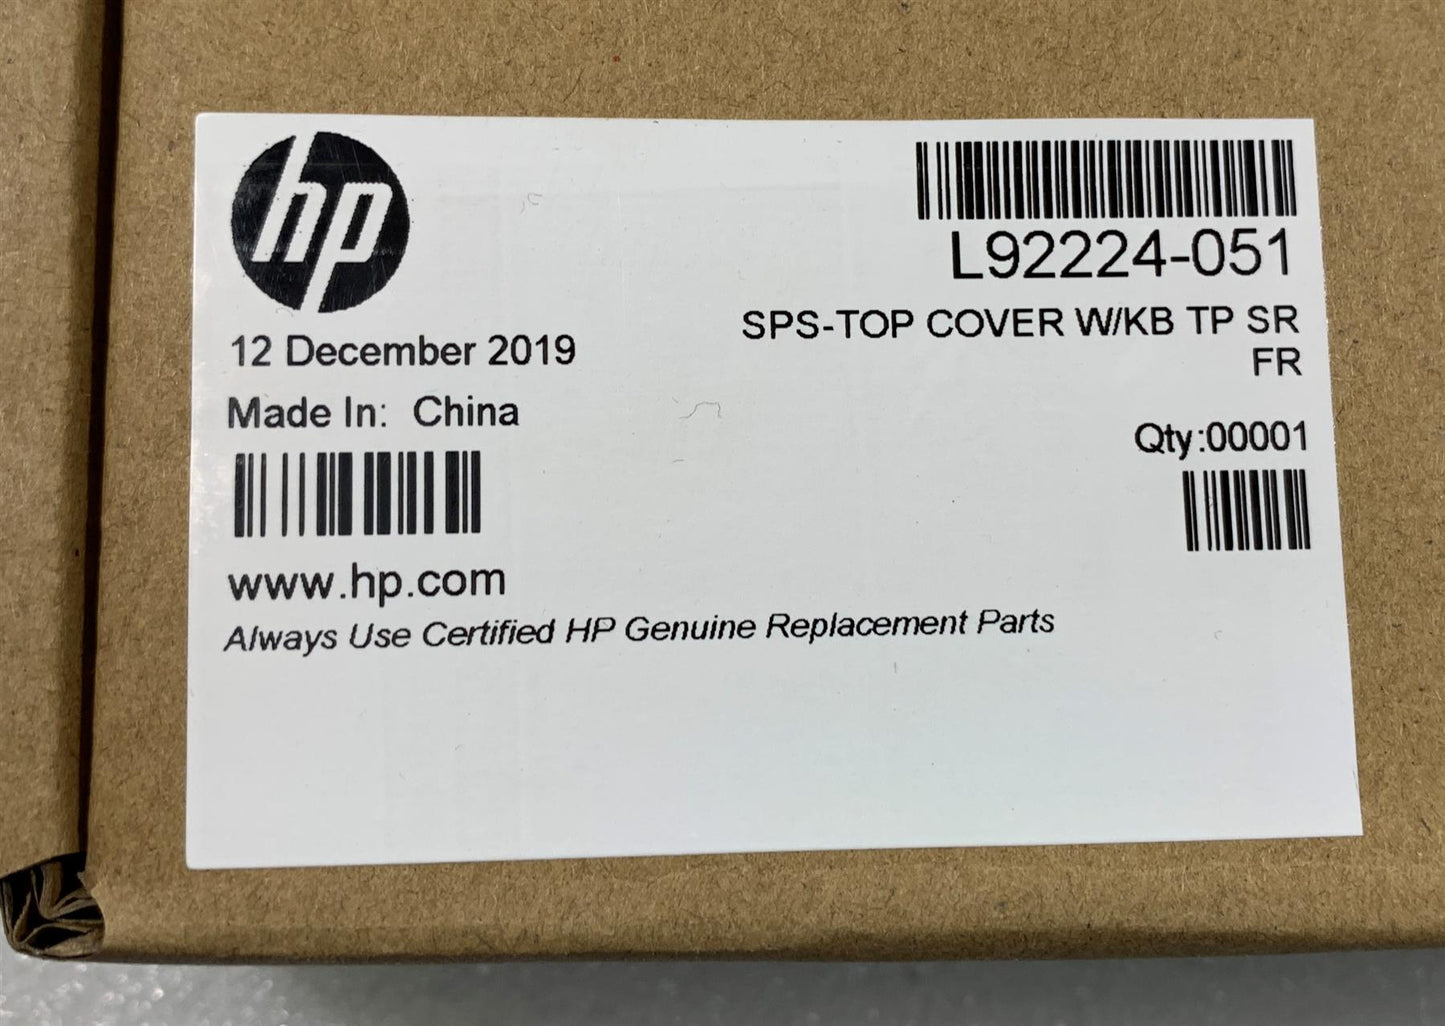 hp
L92224-051
SPS-TOP COVER W/KB TP SR
FR
12 December 2019
Made In: China
Qty:00001
www.hp.com
Always Use Certified HP Genuine Replacement Parts